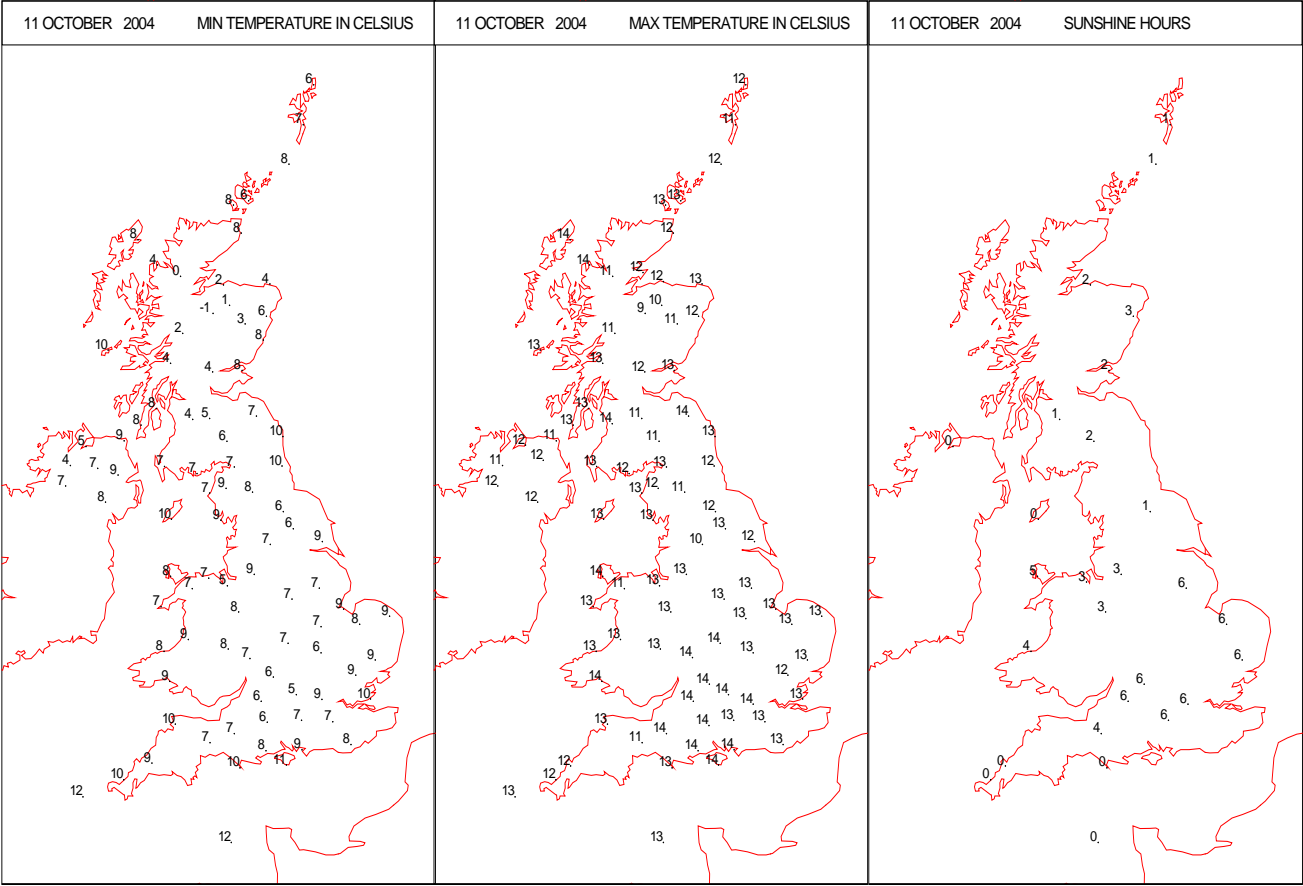 11 OCTOBER 2004 MIN TEMPERATURE IN CELSIUS
6.
7.
8.
8. 6.
8.
8.
4.
0.
2. 4.
-1. 1.
6.
3.
2. 8.
10.
4. 8.
4.
8.
4. 5. 7.
8.
9. 6. 10.
5.
4. 7. 7. 7. 10.
9. 7.
7. 7. 9. 8.
8.
10. 9. 6.
6.
7. 9.
8. 7. 9.
7. 5. 7.
7. 7.
8. 9. 9.
7. 8.
9. 7.
8. 8. 7. 6. 9.
9. 6. 9.
6. 5. 9. 10.
10. 7. 6. 7. 7.
7. 8. 9. 8.
9. 10. 11.
10.
12.
12.
11 OCTOBER 2004 MAX TEMPERATURE IN CELSIUS
12.
11.
12.
13. 13.
12.
14.
14. 11. 12. 12. 13.
9. 10. 12.
11. 11.
13.
13. 12. 13.
13.
13. 14. 11. 14.
12. 11. 11. 13.
11. 12. 13. 12. 13. 12.
12. 13. 12. 11.
12.
13. 13. 12.
13.
10. 12.
14. 11. 13. 13. 13.
13. 13. 13. 13. 13.
13. 13.
13. 13. 14. 13. 13.
14. 14. 12.
14. 14. 14. 14. 13.
13. 14. 14. 13. 13.
11. 14. 14. 13.
12. 13. 14.
12.
13.
13.
11 OCTOBER 2004 SUNSHINE HOURS
1.
1.
2.
3.
2.
1.
0. 2.
0. 1.
5. 3. 3.
6.
3. 6.
4. 6.
6. 6. 6.
4. 6.
0. 0.
0.
0.